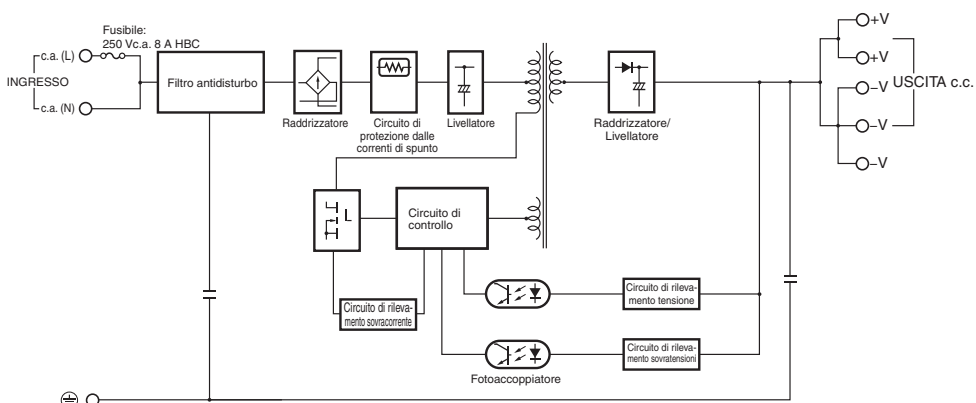 Fusibile:
250 Vc.a. 8 A HBC
c.a. (L)
INGRESSO
c.a. (N)
Filtro antidisturbo
Raddrizzatore
Circuito di
protezione dalle
correnti di spunto
Livellatore
Raddrizzatore/
Livellatore
+V
+V
–V
–V
–V
USCITA c.c.
Circuito di
controllo
Circuito di rileva-
mento sovracorrente
Circuito di rileva-
mento tensione
Circuito di rileva-
mento sovratensioni
Fotoaccoppiatore